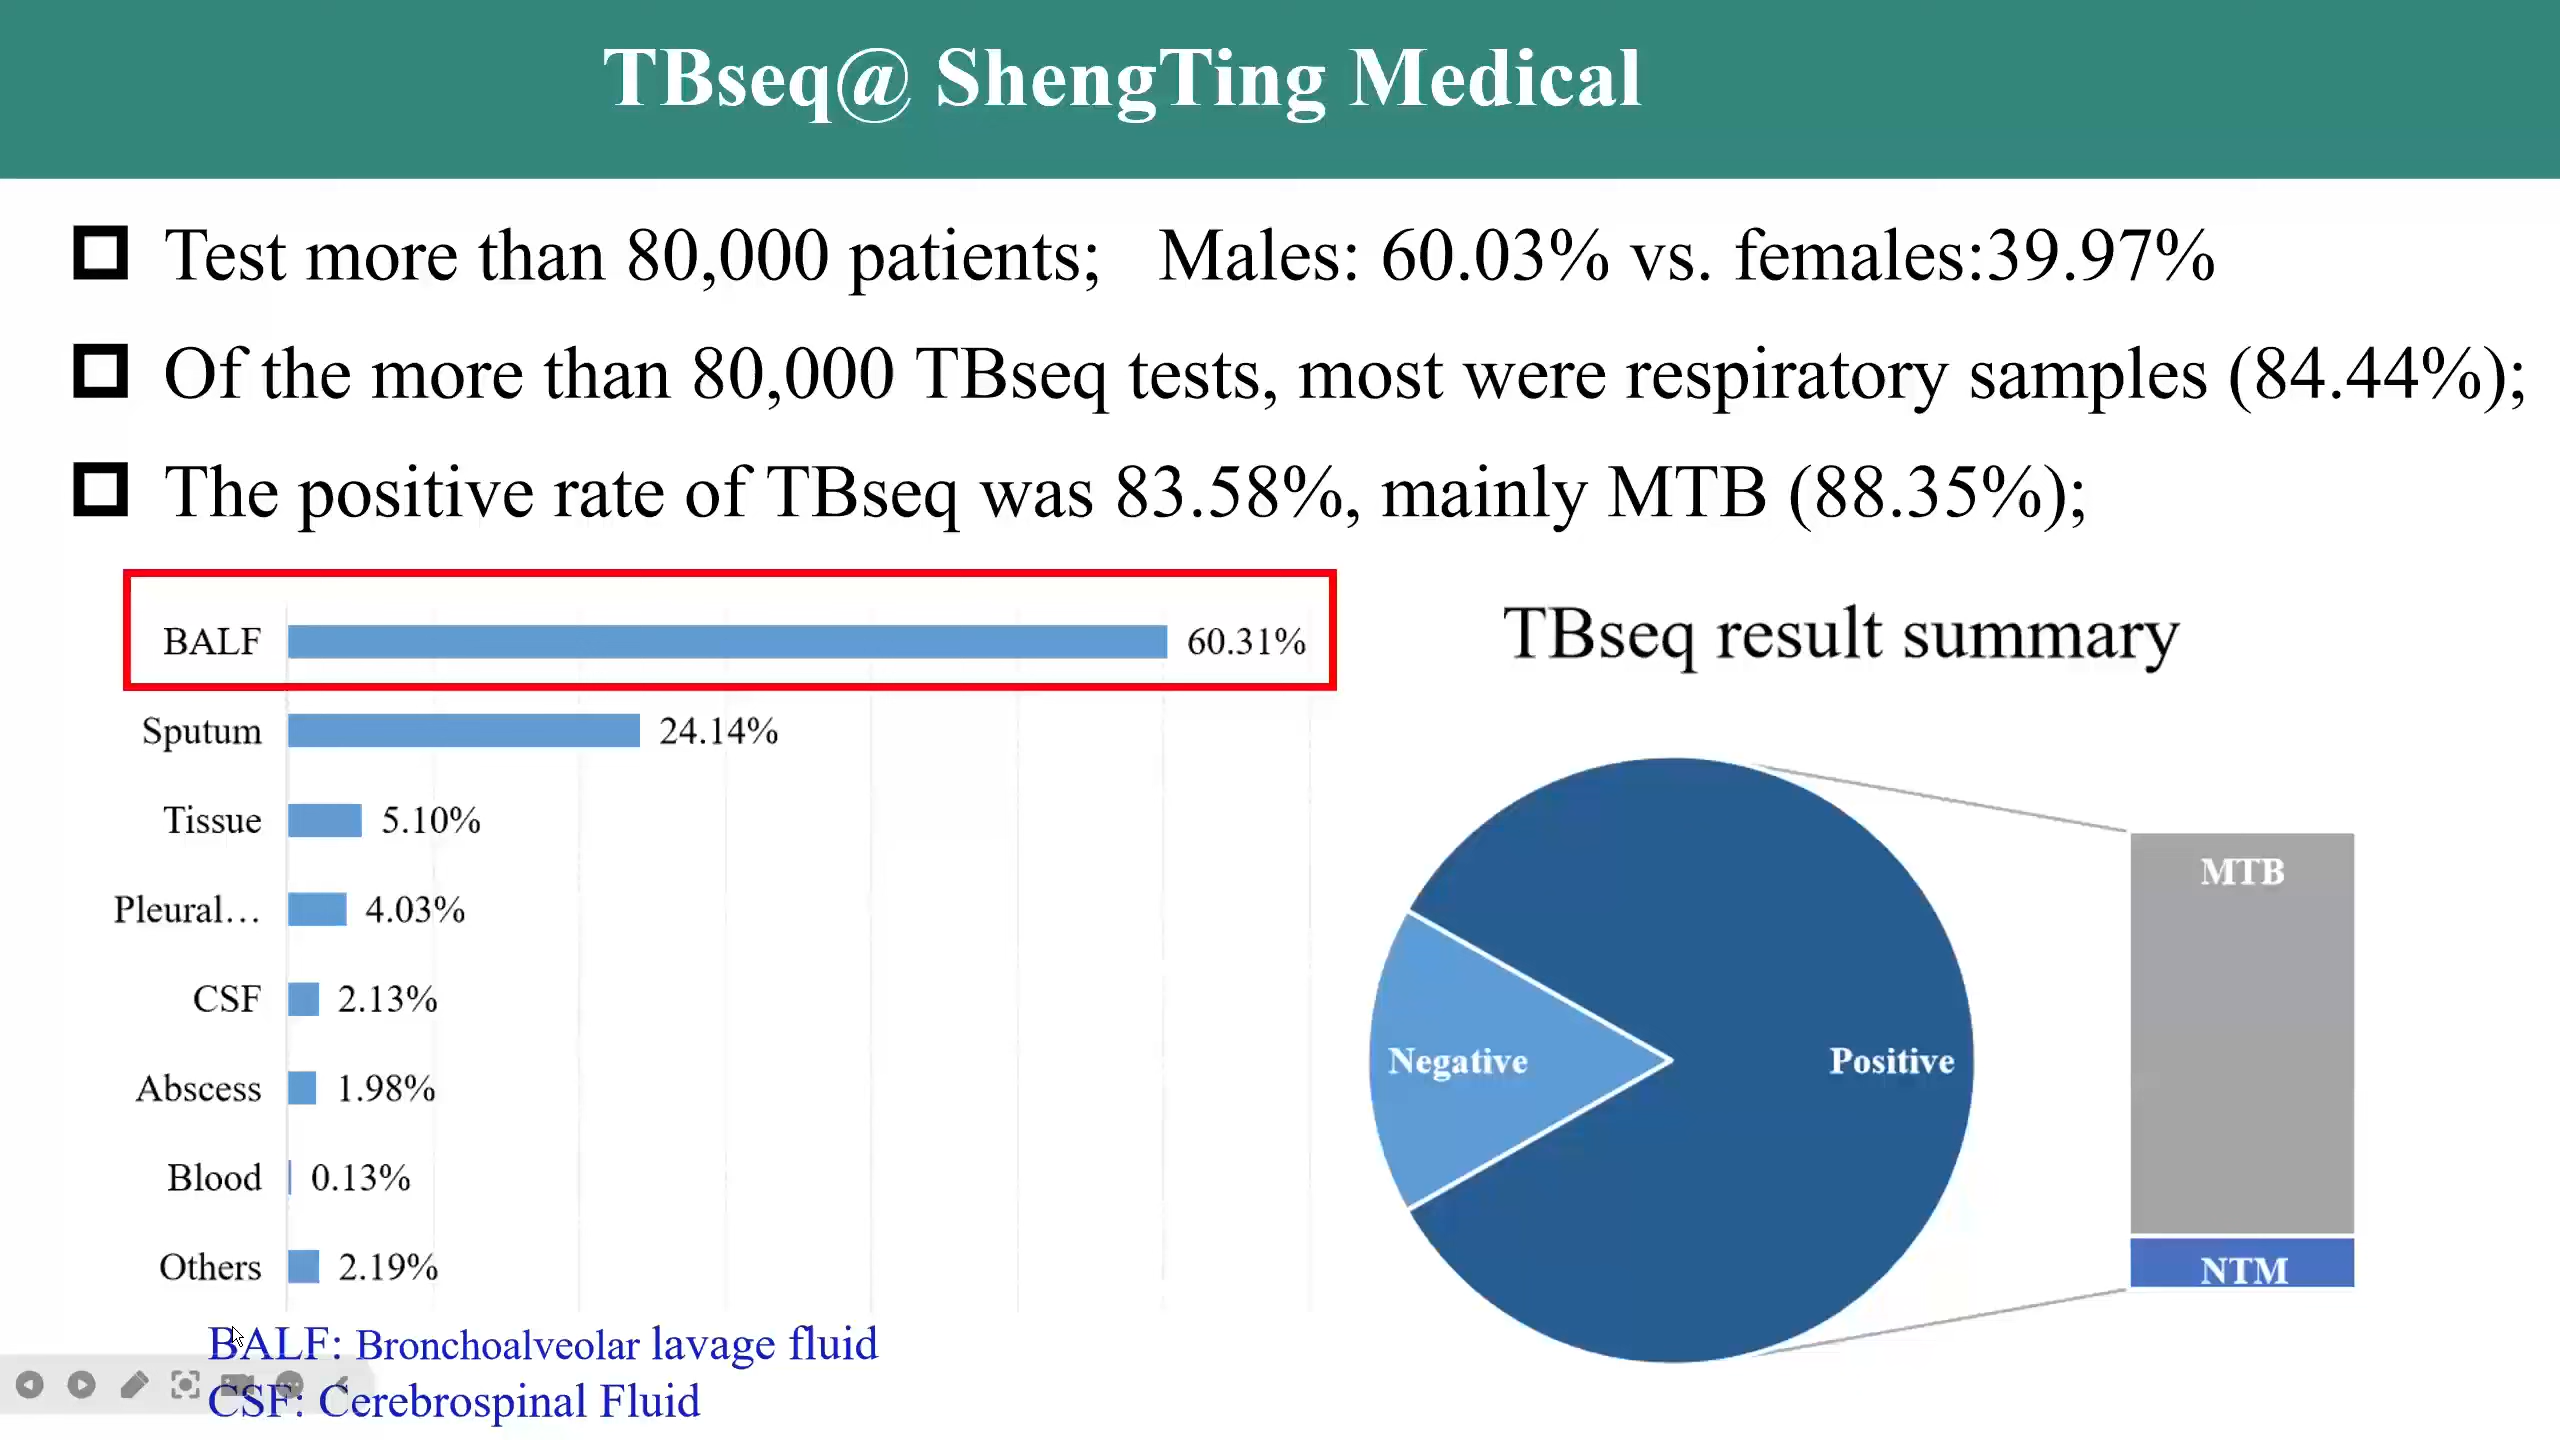 TBseq@ ShengTing Medical
Test more than 80,000 patients; Males: 60.03% vs. females:39.97%
Of the more than 80,000 TBseq tests, most were respiratory samples (84.44%);
The positive rate of TBseq was 83.58%, mainly MTB (88.35%);
BALF 60.31%
Sputum 24.14%
Tissue 5.10%
Pleural... 4.03%
CSF 2.13%
Abscess 1.98%
Blood 0.13%
Others 2.19%
BALF: Bronchoalveolar lavage fluid
CSF: Cerebrospinal Fluid
TBseq result summary
Negative
Positive
MTB
NTM